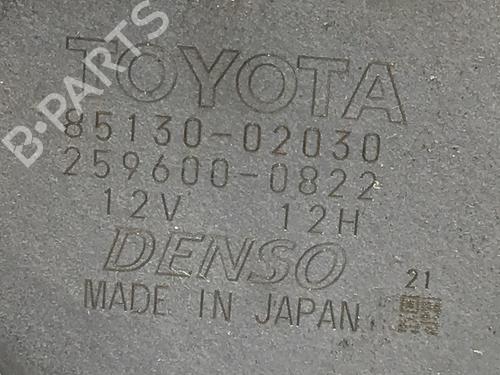 TOYOTA
85130-02030
259600-0822
12V 12H
DENSO
21
MADE IN JAPAN
B·PARTS